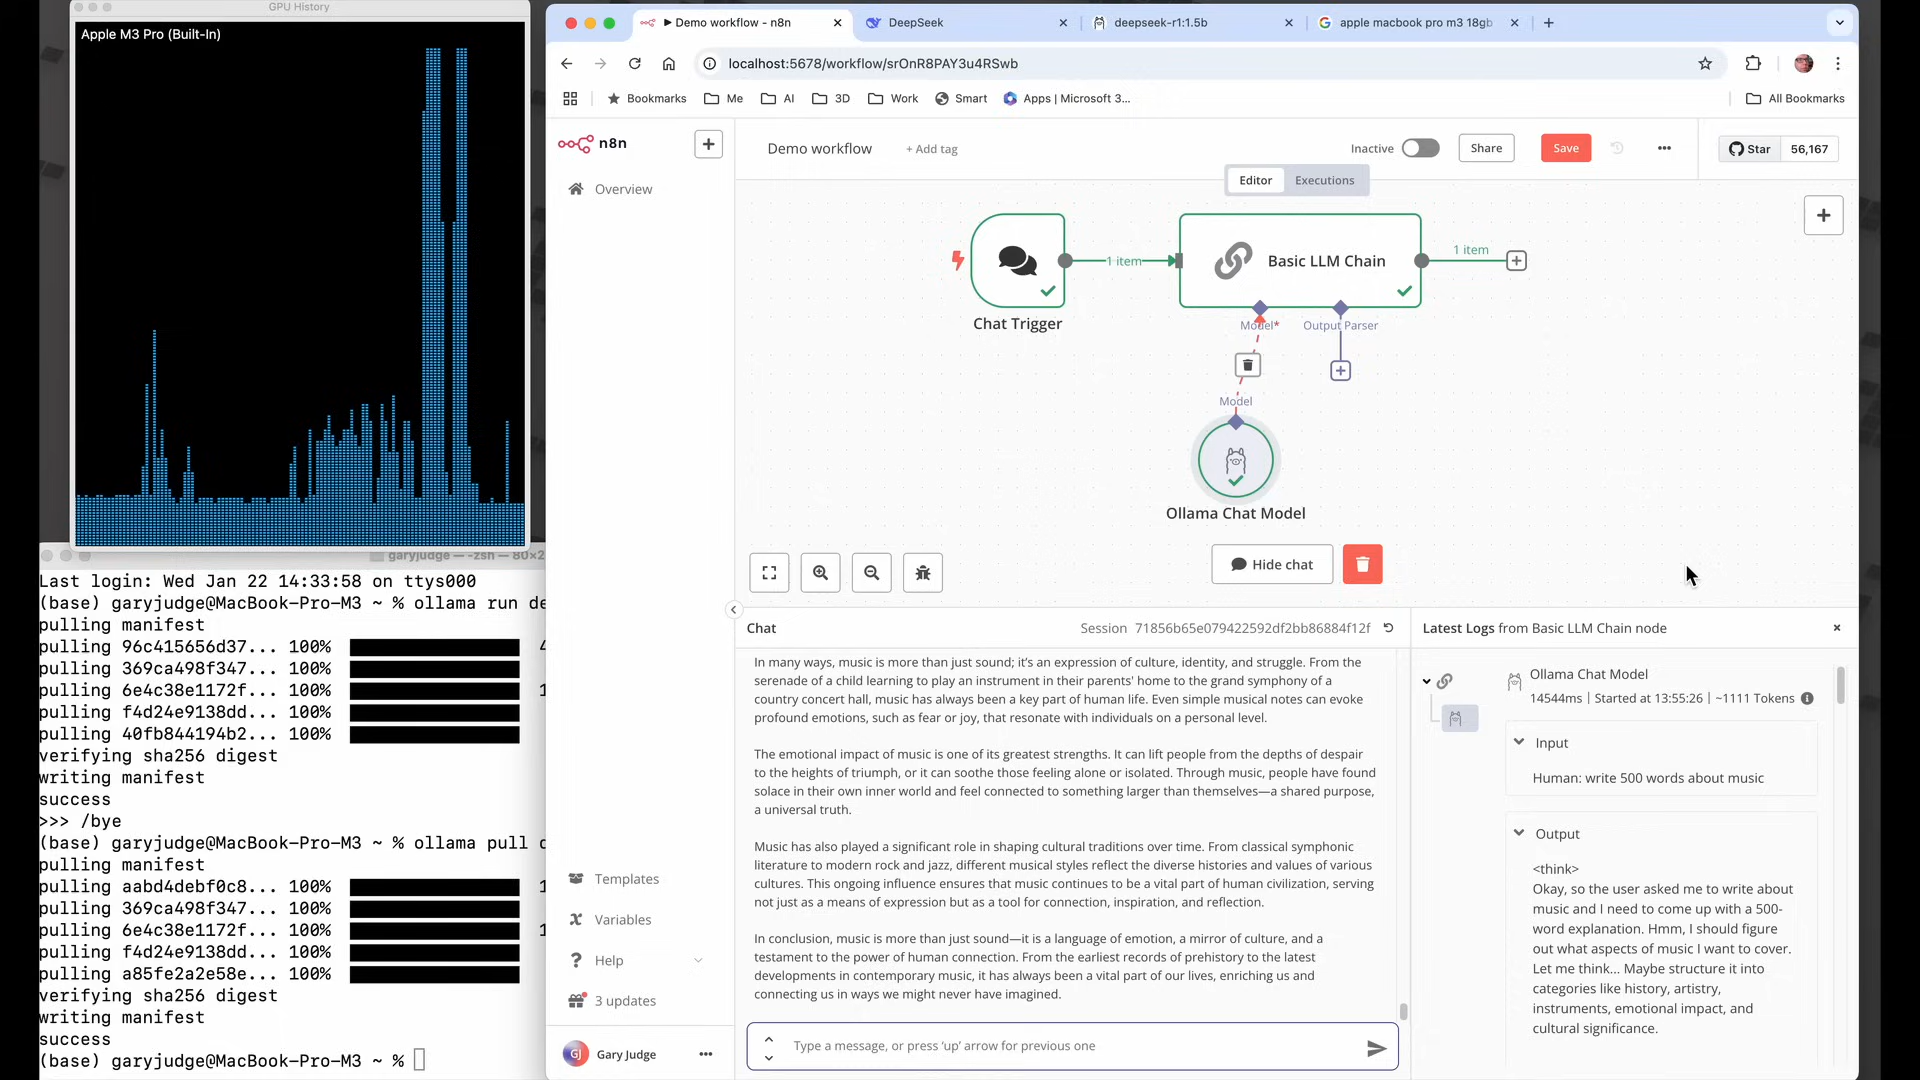 GPU History
Apple M3 Pro (Built-In)
garyjudge — -zsh — 80×2
Last login: Wed Jan 22 14:33:58 on ttys000
(base) garyjudge@MacBook-Pro-M3 ~ % ollama run de
pulling manifest
pulling 96c415656d37... 100% 4
pulling 369ca498f347... 100%
pulling 6e4c38e1172f... 100% 1
pulling f4d24e9138dd... 100%
pulling 40fb844194b2... 100%
verifying sha256 digest
writing manifest
success
>>> /bye
(base) garyjudge@MacBook-Pro-M3 ~ % ollama pull d
pulling manifest
pulling aabd4debf0c8... 100% 1
pulling 369ca498f347... 100%
pulling 6e4c38e1172f... 100% 1
pulling f4d24e9138dd... 100%
pulling a85fe2a2e58e... 100%
verifying sha256 digest
writing manifest
success
(base) garyjudge@MacBook-Pro-M3 ~ %
▶ Demo workflow - n8n
DeepSeek
deepseek-r1:1.5b
apple macbook pro m3 18gb
localhost:5678/workflow/srOnR8PAY3u4RSwb
Bookmarks Me AI 3D Work Smart Apps | Microsoft 3... All Bookmarks
n8n
Overview
Templates
Variables
Help
3 updates
GJ Gary Judge
Demo workflow + Add tag Inactive Share Save Star 56,167
Editor Executions
1 item Basic LLM Chain 1 item
Chat Trigger
Model* Output Parser
Model
Ollama Chat Model
Hide chat
Chat Session 71856b65e079422592df2bb86884f12f
In many ways, music is more than just sound; it's an expression of culture, identity, and struggle. From the
serenade of a child learning to play an instrument in their parents' home to the grand symphony of a
country concert hall, music has always been a key part of human life. Even simple musical notes can evoke
profound emotions, such as fear or joy, that resonate with individuals on a personal level.
The emotional impact of music is one of its greatest strengths. It can lift people from the depths of despair
to the heights of triumph, or it can soothe those feeling alone or isolated. Through music, people have found
solace in their own inner world and feel connected to something larger than themselves—a shared purpose,
a universal truth.
Music has also played a significant role in shaping cultural traditions over time. From classical symphonic
literature to modern rock and jazz, different musical styles reflect the diverse histories and values of various
cultures. This ongoing influence ensures that music continues to be a vital part of human civilization, serving
not just as a means of expression but as a tool for connection, inspiration, and reflection.
In conclusion, music is more than just sound—it is a language of emotion, a mirror of culture, and a
testament to the power of human connection. From the earliest records of prehistory to the latest
developments in contemporary music, it has always been a vital part of our lives, enriching us and
connecting us in ways we might never have imagined.
Type a message, or press 'up' arrow for previous one
Latest Logs from Basic LLM Chain node
Ollama Chat Model
14544ms | Started at 13:55:26 | ~1111 Tokens
Input
Human: write 500 words about music
Output
<think>
Okay, so the user asked me to write about
music and I need to come up with a 500-
word explanation. Hmm, I should figure
out what aspects of music I want to cover.
Let me think... Maybe structure it into
categories like history, artistry,
instruments, emotional impact, and
cultural significance.